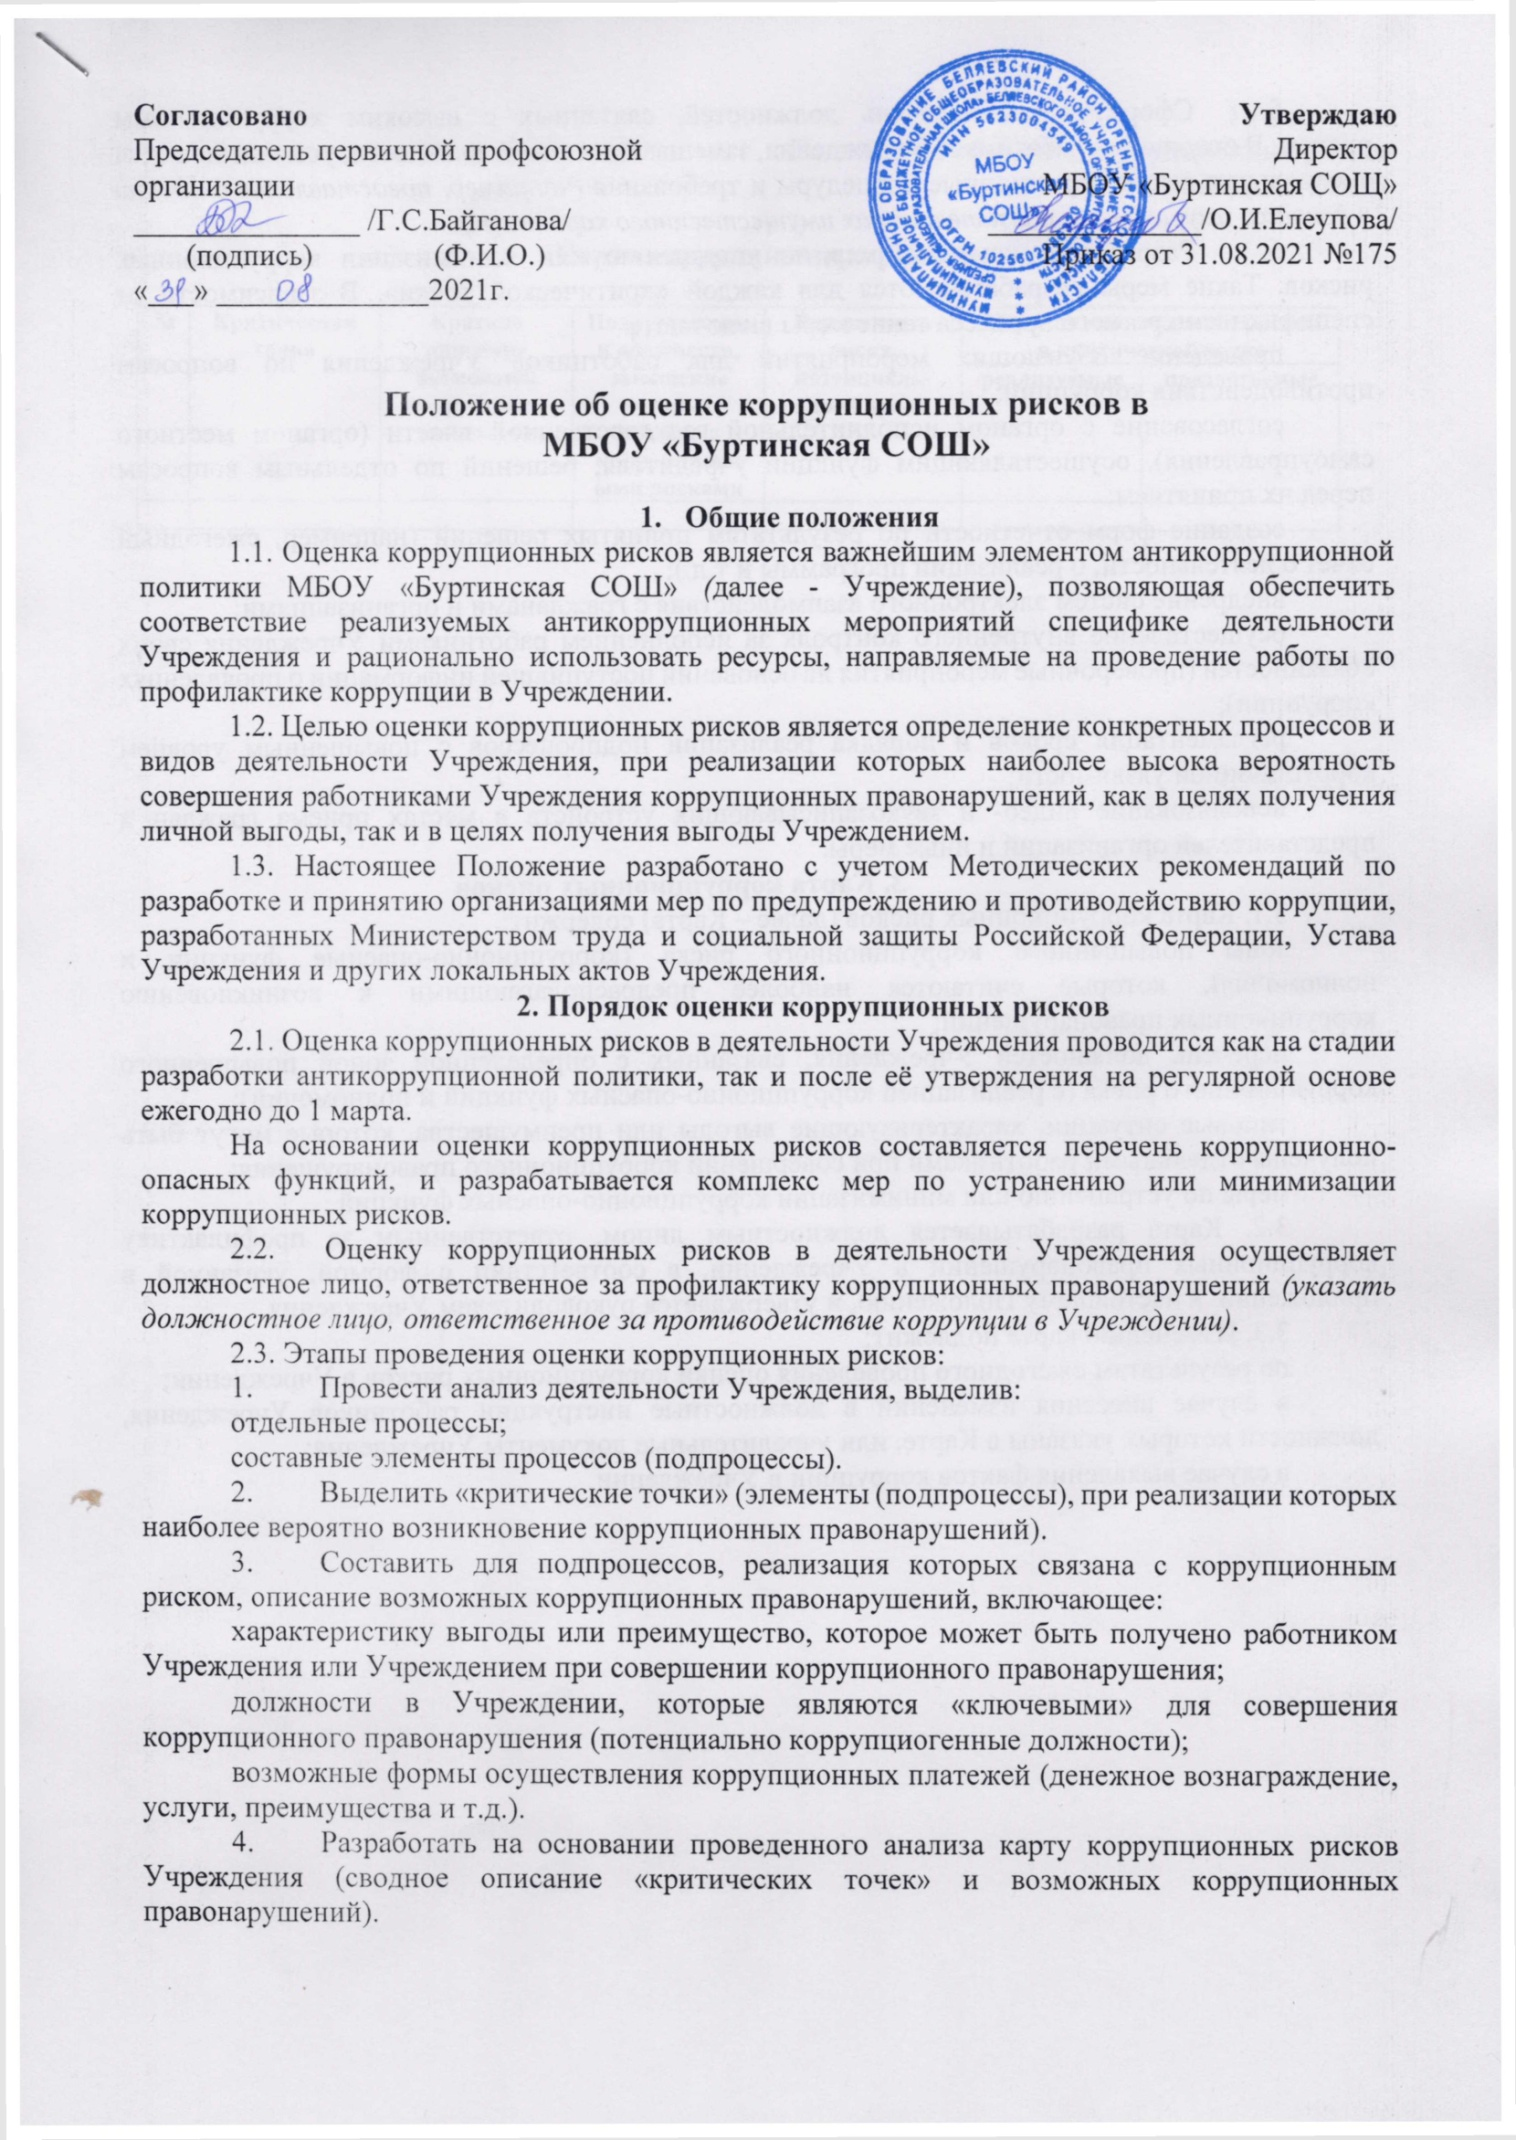 Согласовано
Председатель первичной профсоюзной
организации
/Г.С.Байганова/
(подпись) (Ф.И.О.)
«31» 08 2021г.
Утверждаю
Директор
МБОУ «Буртинская СОЩ»
/О.И.Елеупова/
Приказ от 31.08.2021 №175
ИНН 5623004549
МБОУ
«Буртинская
СОШ»
Положение об оценке коррупционных рисков в
МБОУ «Буртинская СОШ»
1. Общие положения
1.1. Оценка коррупционных рисков является важнейшим элементом антикоррупционной
политики МБОУ «Буртинская СОШ» (далее - Учреждение), позволяющая обеспечить
соответствие реализуемых антикоррупционных мероприятий специфике деятельности
Учреждения и рационально использовать ресурсы, направляемые на проведение работы по
профилактике коррупции в Учреждении.
1.2. Целью оценки коррупционных рисков является определение конкретных процессов и
видов деятельности Учреждения, при реализации которых наиболее высока вероятность
совершения работниками Учреждения коррупционных правонарушений, как в целях получения
личной выгоды, так и в целях получения выгоды Учреждением.
1.3. Настоящее Положение разработано с учетом Методических рекомендаций по
разработке и принятию организациями мер по предупреждению и противодействию коррупции,
разработанных Министерством труда и социальной защиты Российской Федерации, Устава
Учреждения и других локальных актов Учреждения.
2. Порядок оценки коррупционных рисков
2.1. Оценка коррупционных рисков в деятельности Учреждения проводится как на стадии
разработки антикоррупционной политики, так и после её утверждения на регулярной основе
ежегодно до 1 марта.
На основании оценки коррупционных рисков составляется перечень коррупционно-
опасных функций, и разрабатывается комплекс мер по устранению или минимизации
коррупционных рисков.
2.2. Оценку коррупционных рисков в деятельности Учреждения осуществляет
должностное лицо, ответственное за профилактику коррупционных правонарушений (указать
должностное лицо, ответственное за противодействие коррупции в Учреждении).
2.3. Этапы проведения оценки коррупционных рисков:
1. Провести анализ деятельности Учреждения, выделив:
отдельные процессы;
составные элементы процессов (подпроцессы).
2. Выделить «критические точки» (элементы (подпроцессы), при реализации которых
наиболее вероятно возникновение коррупционных правонарушений).
3. Составить для подпроцессов, реализация которых связана с коррупционным
риском, описание возможных коррупционных правонарушений, включающее:
характеристику выгоды или преимущество, которое может быть получено работником
Учреждения или Учреждением при совершении коррупционного правонарушения;
должности в Учреждении, которые являются «ключевыми» для совершения
коррупционного правонарушения (потенциально коррупциогенные должности);
возможные формы осуществления коррупционных платежей (денежное вознаграждение,
услуги, преимущества и т.д.).
4. Разработать на основании проведенного анализа карту коррупционных рисков
Учреждения (сводное описание «критических точек» и возможных коррупционных
правонарушений).